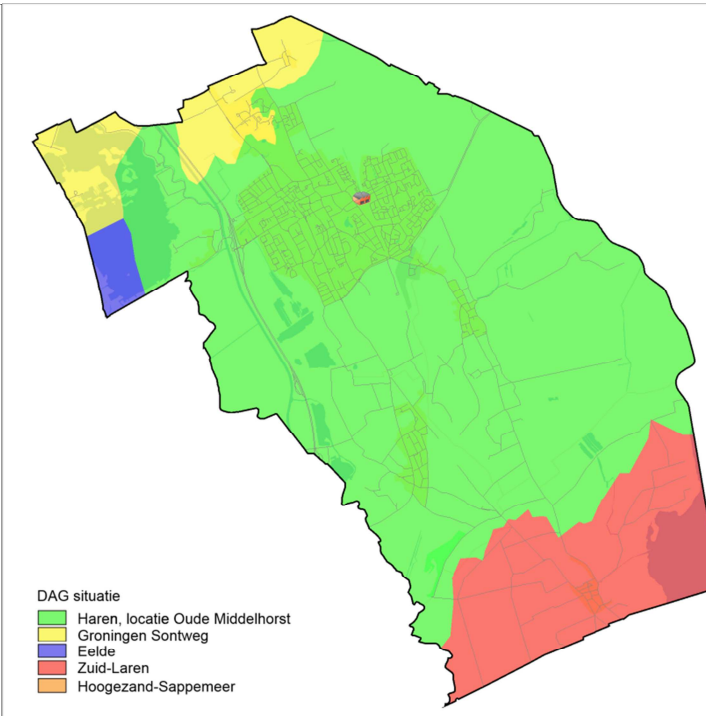 DAG situatie
Haren, locatie Oude Middelhorst
Groningen Sontweg
Eelde
Zuid-Laren
Hoogezand-Sappemeer